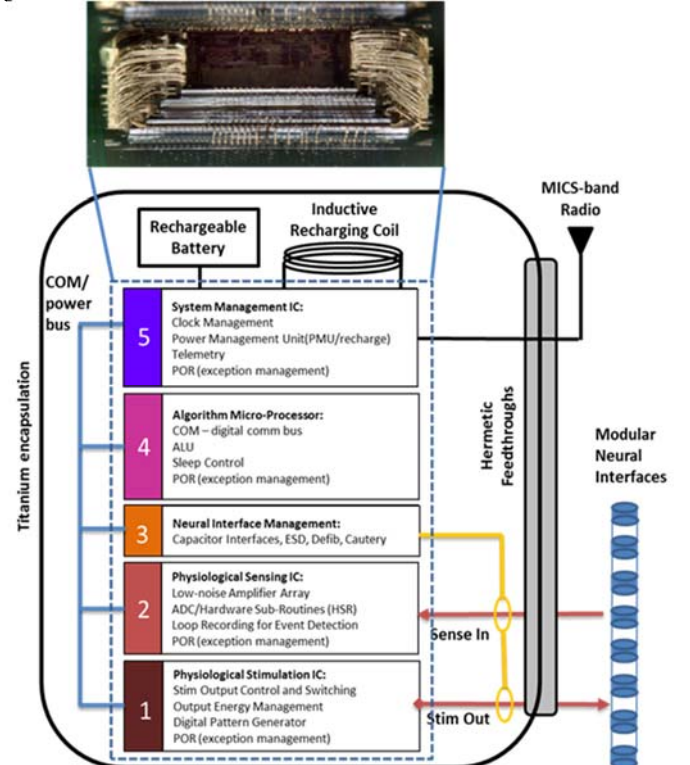 MICS-band
Radio
Rechargeable
Battery
Inductive
Recharging Coil
COM/
power
bus
5
System Management IC:
Clock Management
Power Management Unit(PMU/recharge)
Telemetry
POR (exception management)
Titanium encapsulation
4
Algorithm Micro-Processor:
COM – digital comm bus
ALU
Sleep Control
POR (exception management)
Hermetic
Feedthroughs
Modular
Neural
Interfaces
3
Neural Interface Management:
Capacitor Interfaces, ESD, Defib, Cautery
2
Physiological Sensing IC:
Low-noise Amplifier Array
ADC/Hardware Sub-Routines (HSR)
Loop Recording for Event Detection
POR (exception management)
Sense In
1
Physiological Stimulation IC:
Stim Output Control and Switching
Output Energy Management
Digital Pattern Generator
POR (exception management)
Stim Out